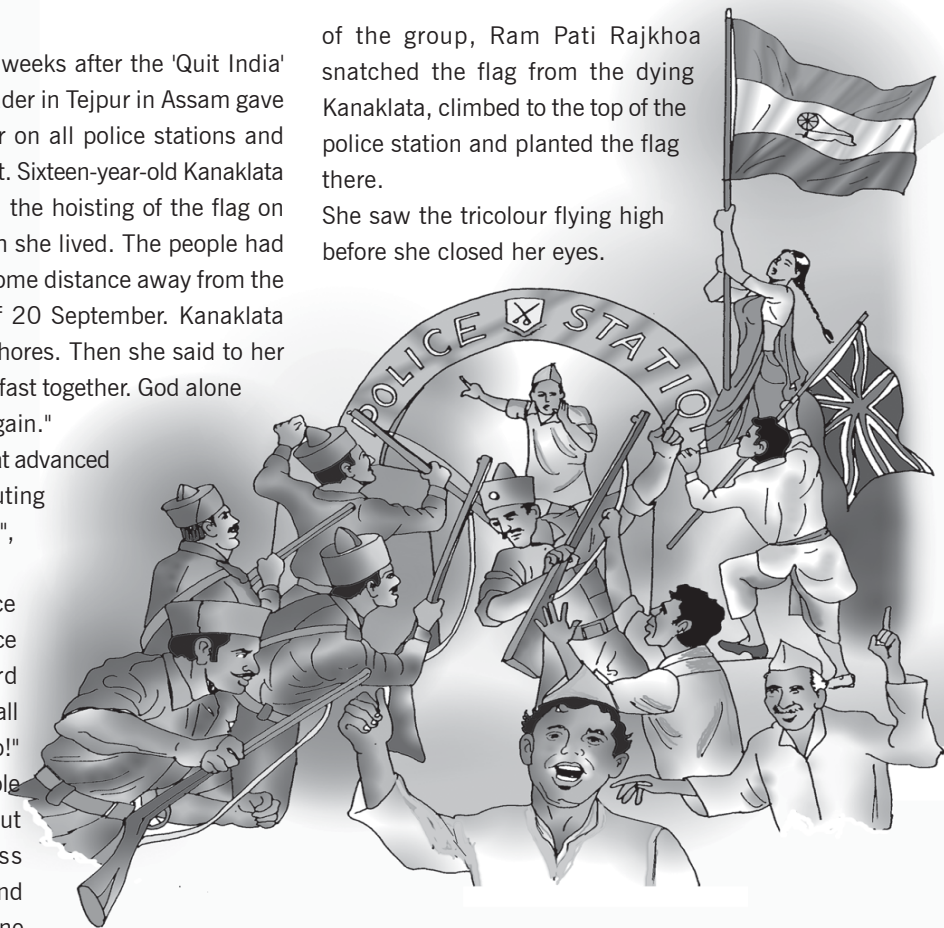 weeks after the 'Quit India'
der in Tejpur in Assam gave
r on all police stations and
t. Sixteen-year-old Kanaklata
the hoisting of the flag on
n she lived. The people had
ome distance away from the
f 20 September. Kanaklata
hores. Then she said to her
fast together. God alone
gain."
at advanced
uting
",
ce
ce
rd
all
o!"
ple
ut
ss
nd
ne
of the group, Ram Pati Rajkhoa
snatched the flag from the dying
Kanaklata, climbed to the top of the
police station and planted the flag
there.
She saw the tricolour flying high
before she closed her eyes.
POLICE STATION